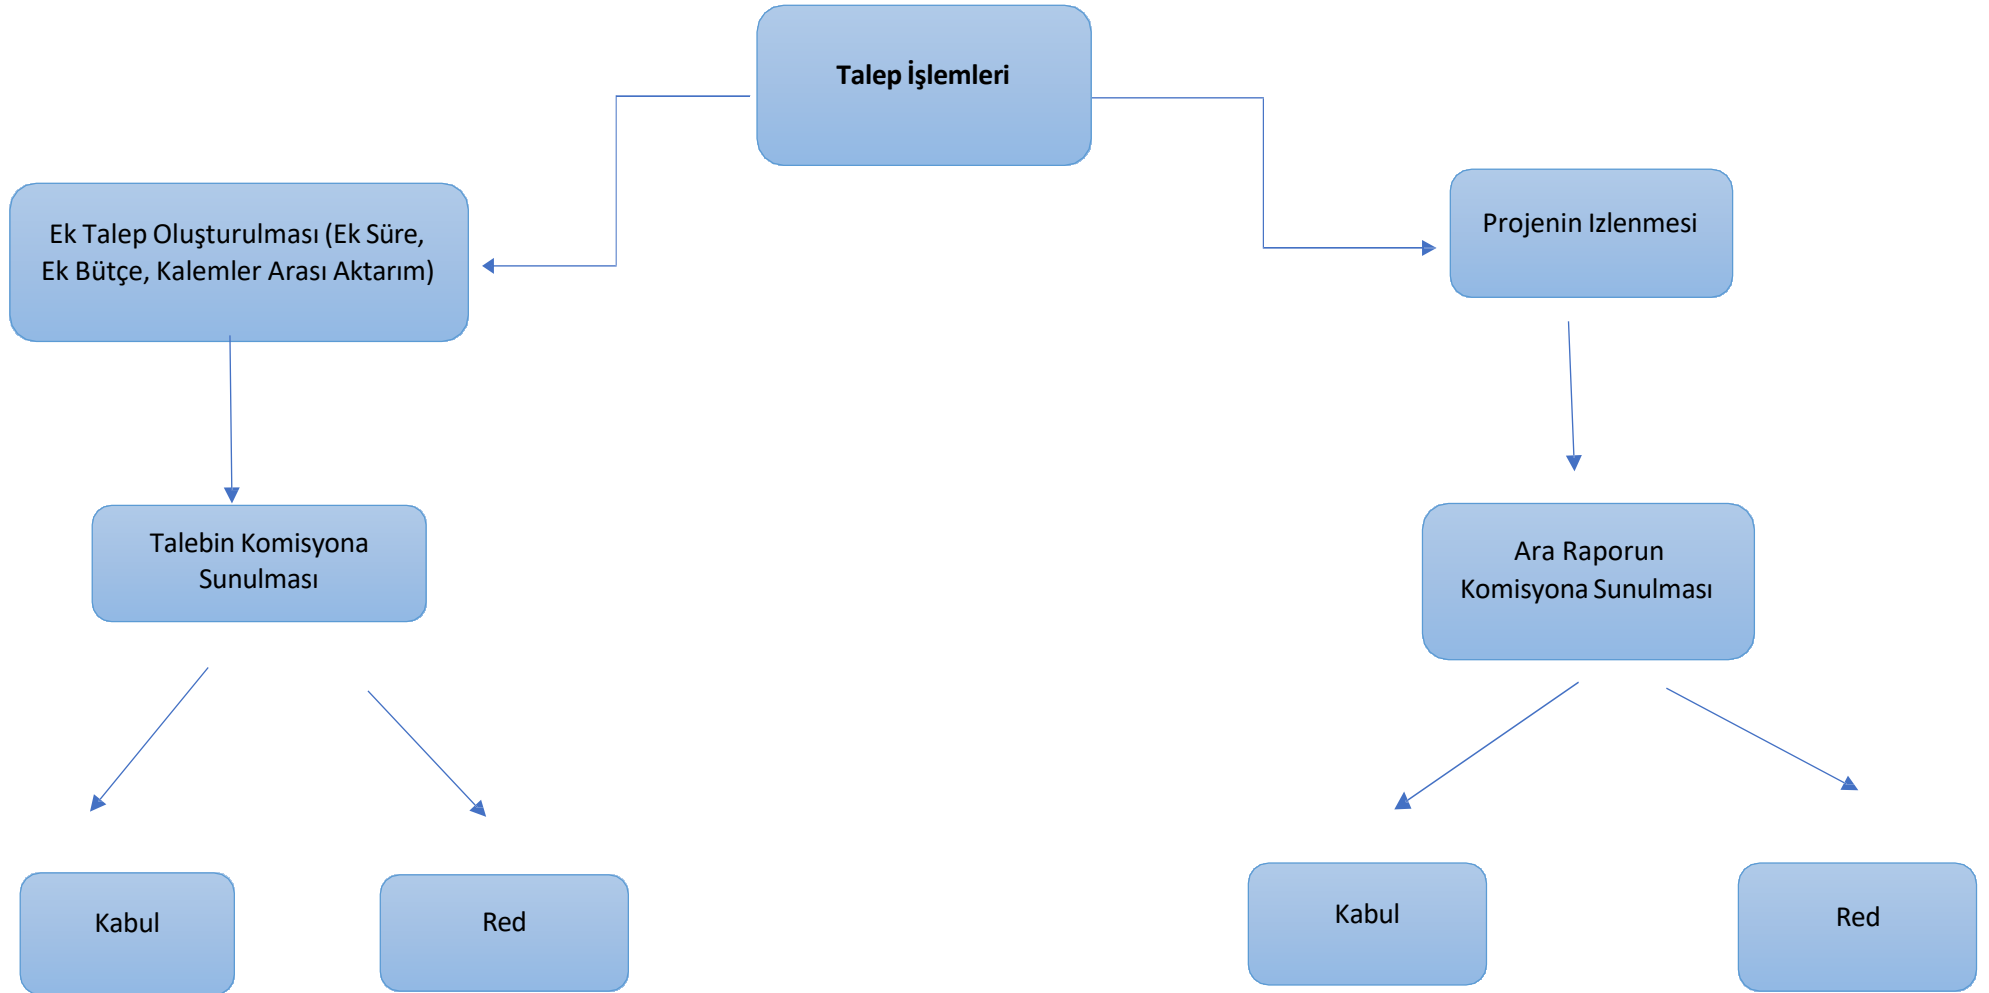 Talep İşlemleri
Ek Talep Oluşturulması (Ek Süre,
Ek Bütçe, Kalemler Arası Aktarım)
Projenin Izlenmesi
Talebin Komisyona
Sunulması
Ara Raporun
Komisyona Sunulması
Kabul
Red
Kabul
Red